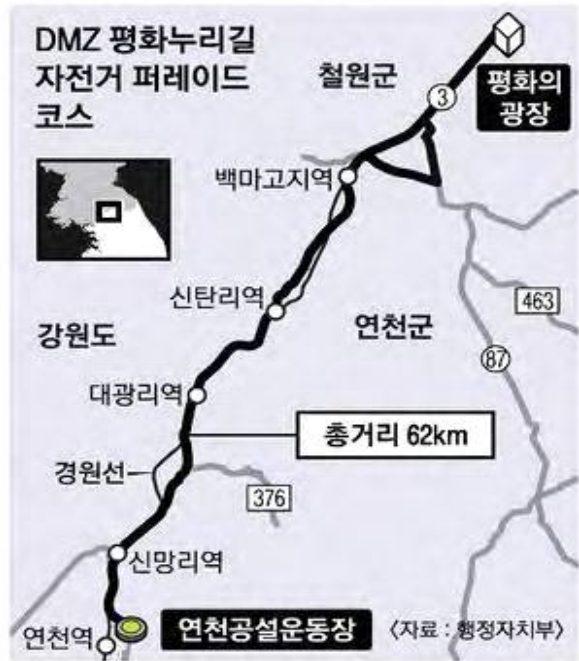 DMZ 평화누리길
자전거 퍼레이드
코스
철원군
3
평화의
광장
백마고지역
신탄리역
강원도
연천군
463
87
대광리역
총거리 62km
경원선
376
신망리역
연천역
연천공설운동장
〈자료 : 행정자치부〉